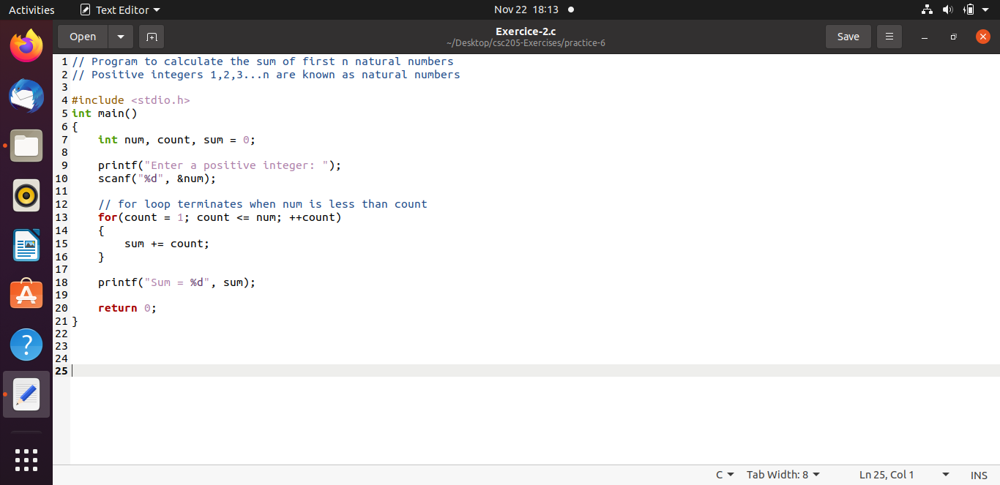 Activities Text Editor Nov 22 18:13
Open Exercice-2.c Save
~/Desktop/csc205-Exercises/practice-6
1 // Program to calculate the sum of first n natural numbers
2 // Positive integers 1,2,3...n are known as natural numbers
3
4 #include <stdio.h>
5 int main()
6 {
7     int num, count, sum = 0;
8
9     printf("Enter a positive integer: ");
10     scanf("%d", &num);
11
12     // for loop terminates when num is less than count
13     for(count = 1; count <= num; ++count)
14     {
15         sum += count;
16     }
17
18     printf("Sum = %d", sum);
19
20     return 0;
21 }
22
23
24
25
C Tab Width: 8 Ln 25, Col 1 INS